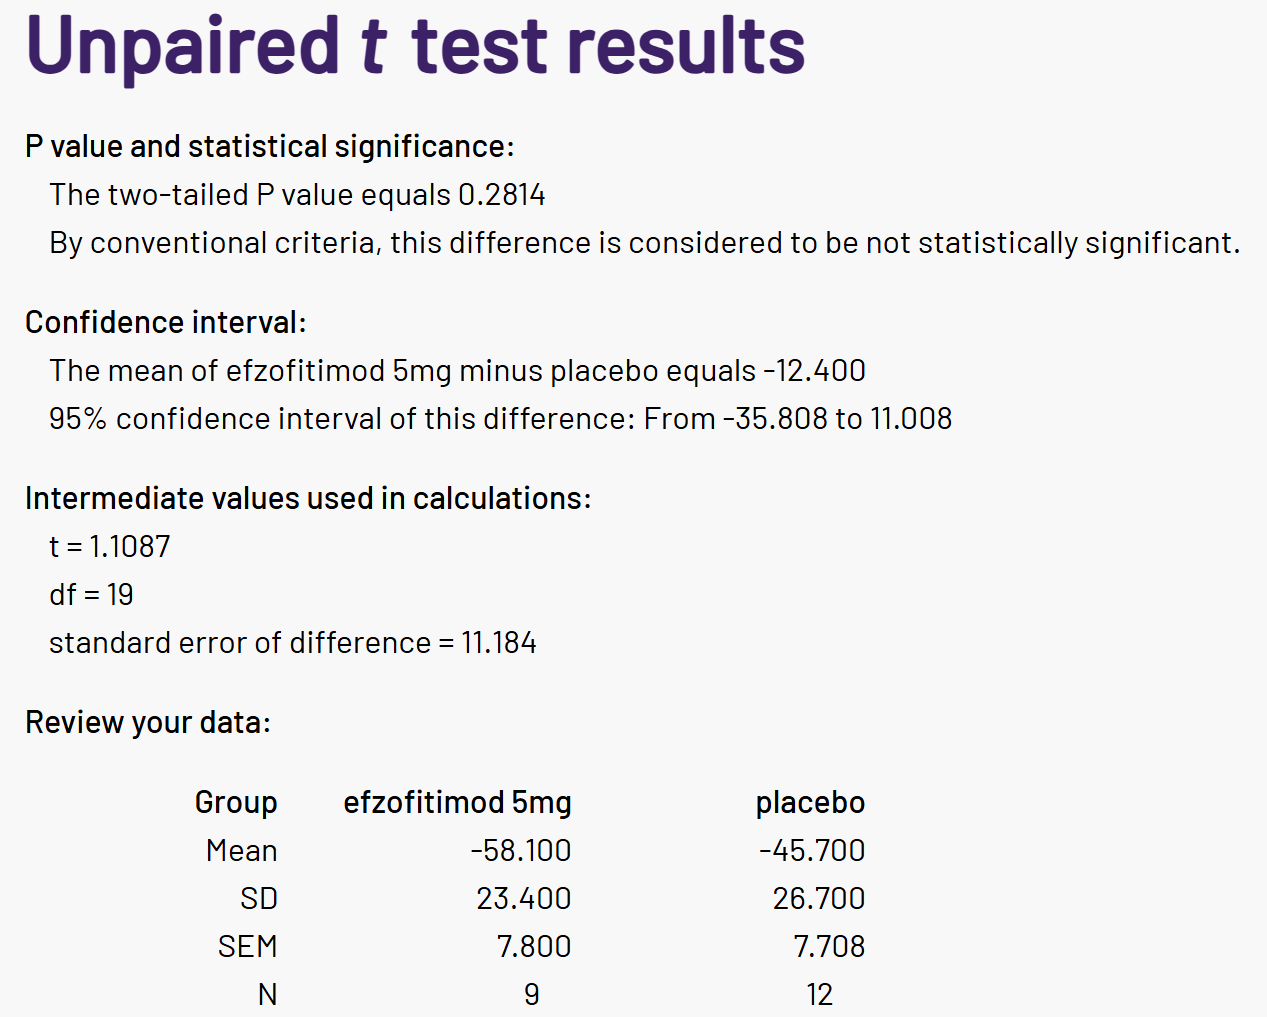 Unpaired t test results
P value and statistical significance:
The two-tailed P value equals 0.2814
By conventional criteria, this difference is considered to be not statistically significant.
Confidence interval:
The mean of efzofitimod 5mg minus placebo equals -12.400
95% confidence interval of this difference: From -35.808 to 11.008
Intermediate values used in calculations:
t = 1.1087
df = 19
standard error of difference = 11.184
Review your data:
Group efzofitimod 5mg placebo
Mean -58.100 -45.700
SD 23.400 26.700
SEM 7.800 7.708
N 9 12